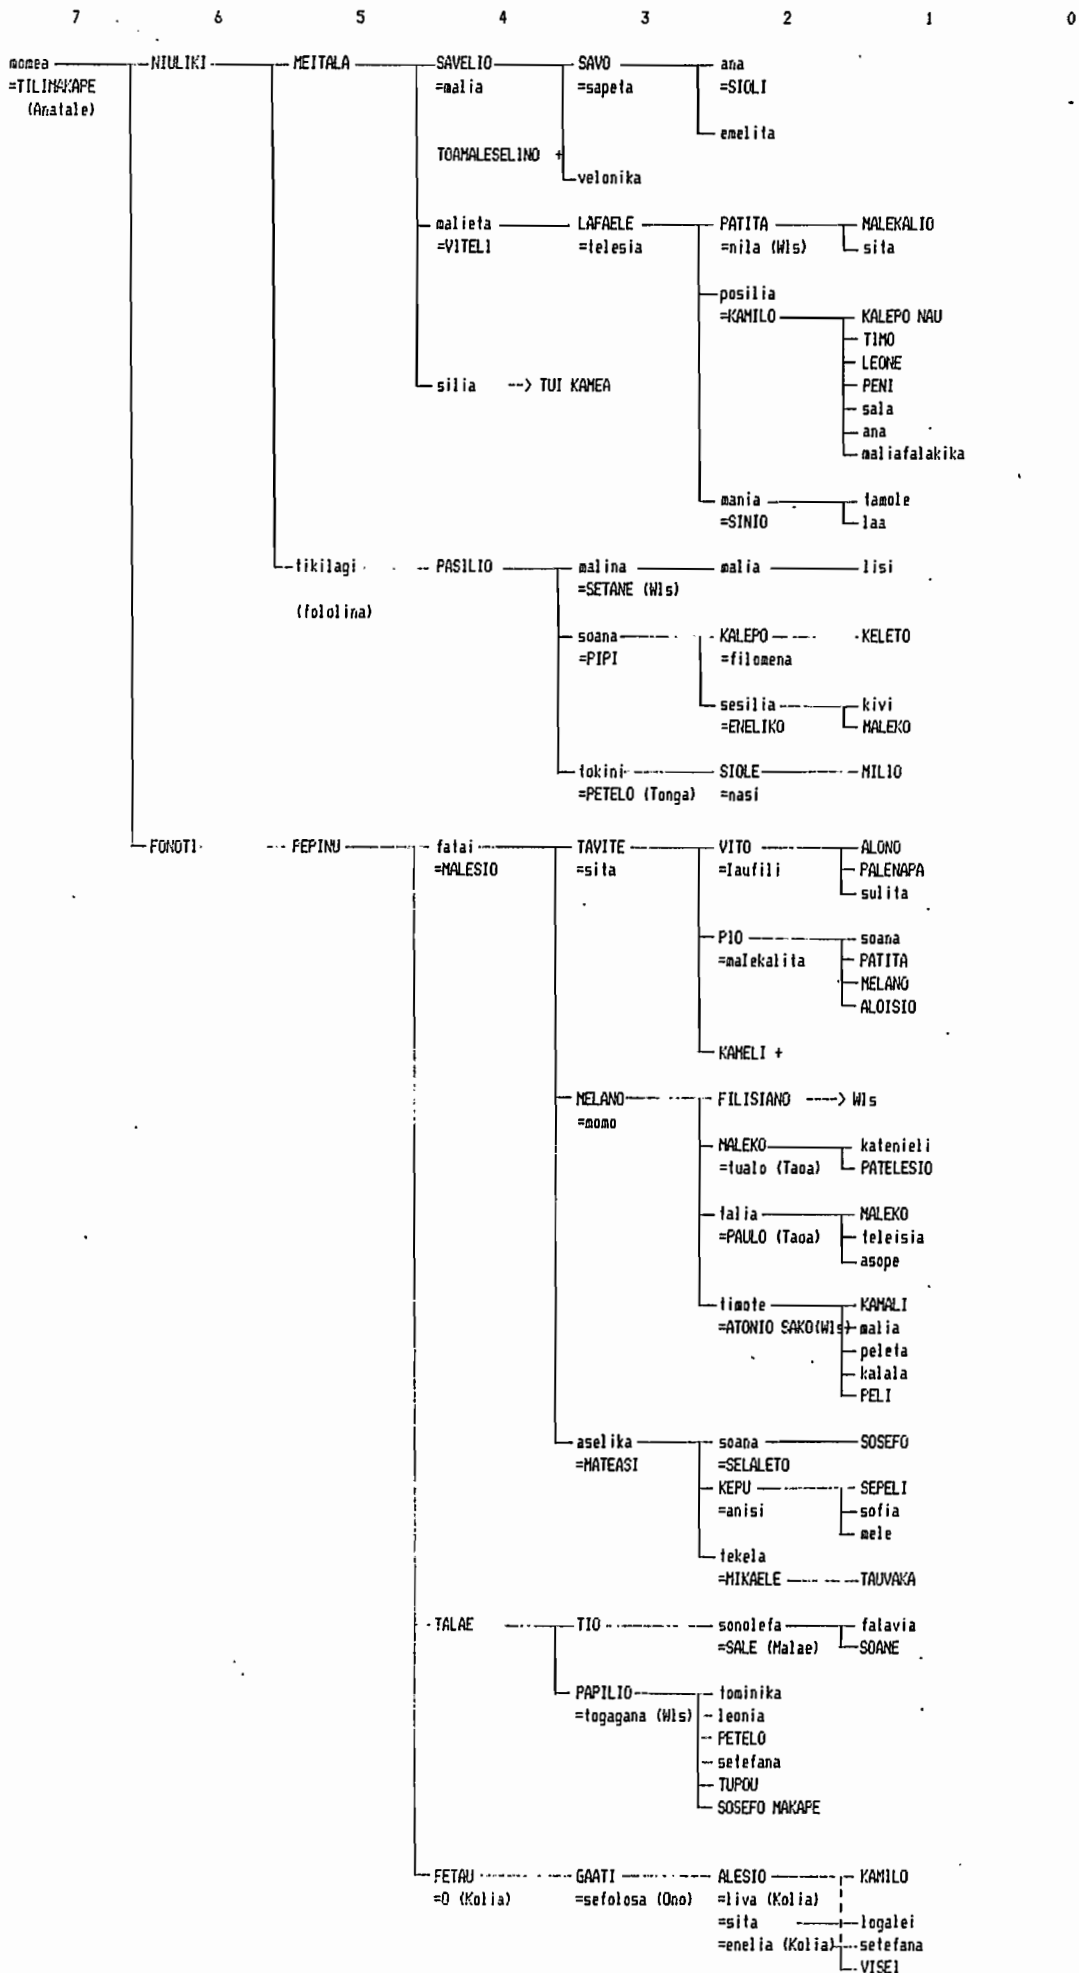 7 6 5 4 3 2 1 0
momea NIULIKI MEITALA SAVELIO SAVO ana
=TILIMAKAPE =malia =sapeta =SIOLI
(Anatale)
emelita
TOAMALESELINO +
velonika
malieta LAFAELE PATITA MALEKALIO
=VITELI =telesia =nila (Wls) sita
posilia
=KAMILO KALEPO NAU
TIMO
LEONE
silia --> TUI KAMEA PENI
sala
ana
maliafalakika
mania tamole
=SINIO laa
tikilagi PASILIO malina malia lisi
=SETANE (Wls)
(fololina)
soana KALEPO KELETO
=PIPI =filomena
sesilia kivi
=ENELIKO MALEKO
tokini SIOLE MILIO
=PETELO (Tonga) =nasi
FONOTI PEPINU fatai TAVITE VITO ALONO
=MALESIO =sita =Iaufili PALENAPA
sulita
PIO soana
=malekalita PATITA
MELANO
ALOISIO
KAMELI +
MELANO FILISIANO ----> Wls
=momo
MALEKO katenieli
=tualo (Taoa) PATELESIO
talia MALEKO
=PAULO (Taoa) teleisia
asope
timote KAMALI
=ATONIO SAKO(Wls) malia
peleta
kalala
PELI
aselika soana SOSEFO
=MATEASI =SELALETO
KEPU SEPELI
=anisi sofia
mele
tekela
=MIKAELE TAUVAKA
TALAE TIO sonolefa falavia
=SALE (Malae) SOANE
PAPILIO tominika
=togagana (Wls) leonia
PETELO
setefana
TUPOU
SOSEFO MAKAPE
FETAU GAATI ALESIO KAMILO
=O (Kolia) =sefolosa (Ono) =liva (Kolia)
=sita logalei
=enelia (Kolia) setefana
VISEI